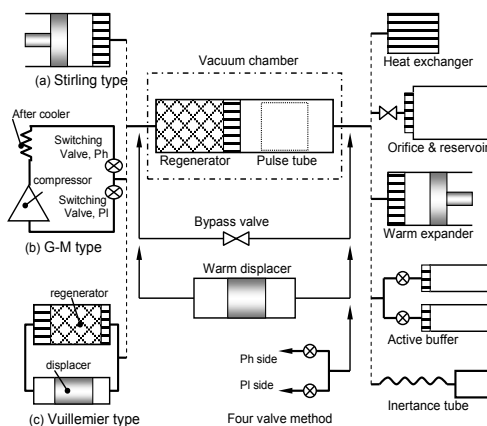 (a) Stirling type
After cooler
Switching
Valve, Ph
compressor
Switching
Valve, Pl
(b) G-M type
regenerator
displacer
(c) Vuillemier type
Vacuum chamber
Regenerator
Pulse tube
Bypass valve
Warm displacer
Ph side
Pl side
Four valve method
Heat exchanger
Orifice & reservoir
Warm expander
Active buffer
Inertance tube